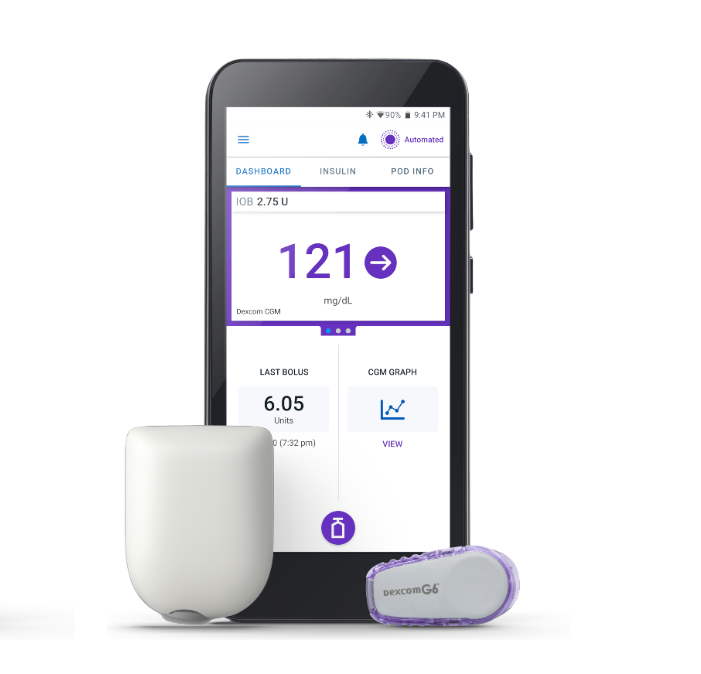 90% 9:41 PM
Automated
DASHBOARD INSULIN POD INFO
IOB 2.75 U
121
mg/dL
Dexcom CGM
LAST BOLUS CGM GRAPH
6.05
Units
0 (7:32 pm) VIEW
DexcomG6